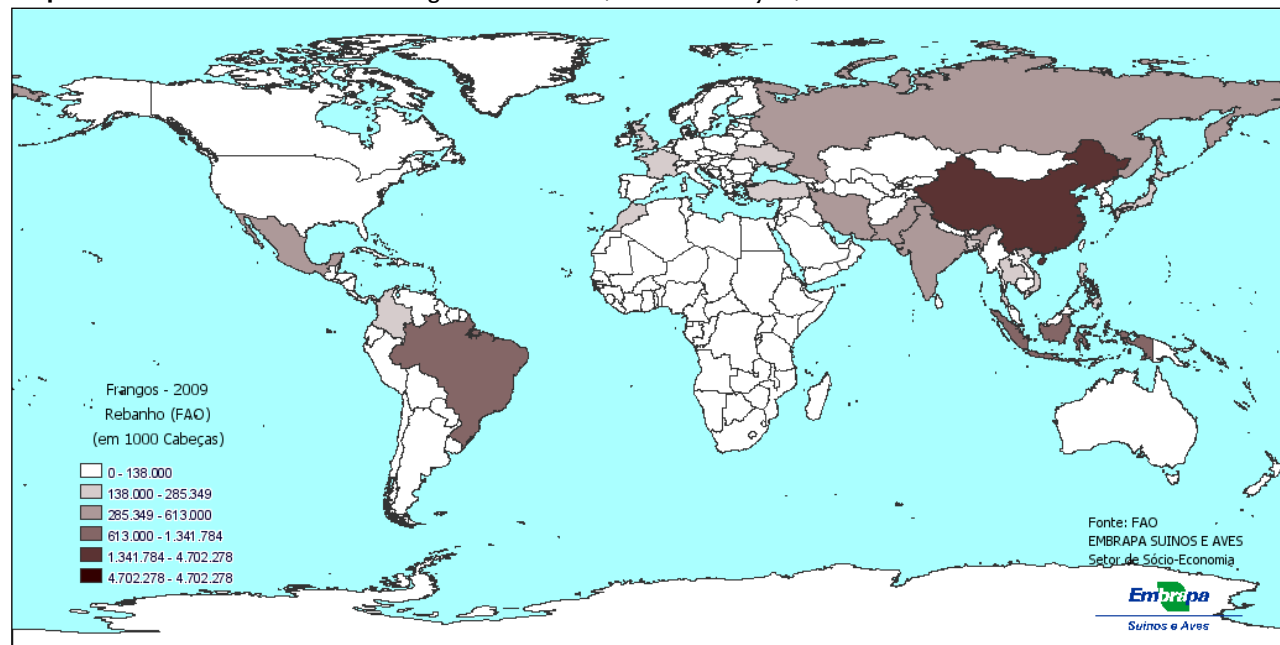 Frangos - 2009
Rebanho (FAO)
(em 1000 Cabeças)
0 - 138.000
138.000 - 285.349
285.349 - 613.000
613.000 - 1.341.784
1.341.784 - 4.702.278
4.702.278 - 4.702.278
Fonte: FAO
EMBRAPA SUINOS E AVES
Setor de Sócio-Economia
Embrapa
Suínos e Aves